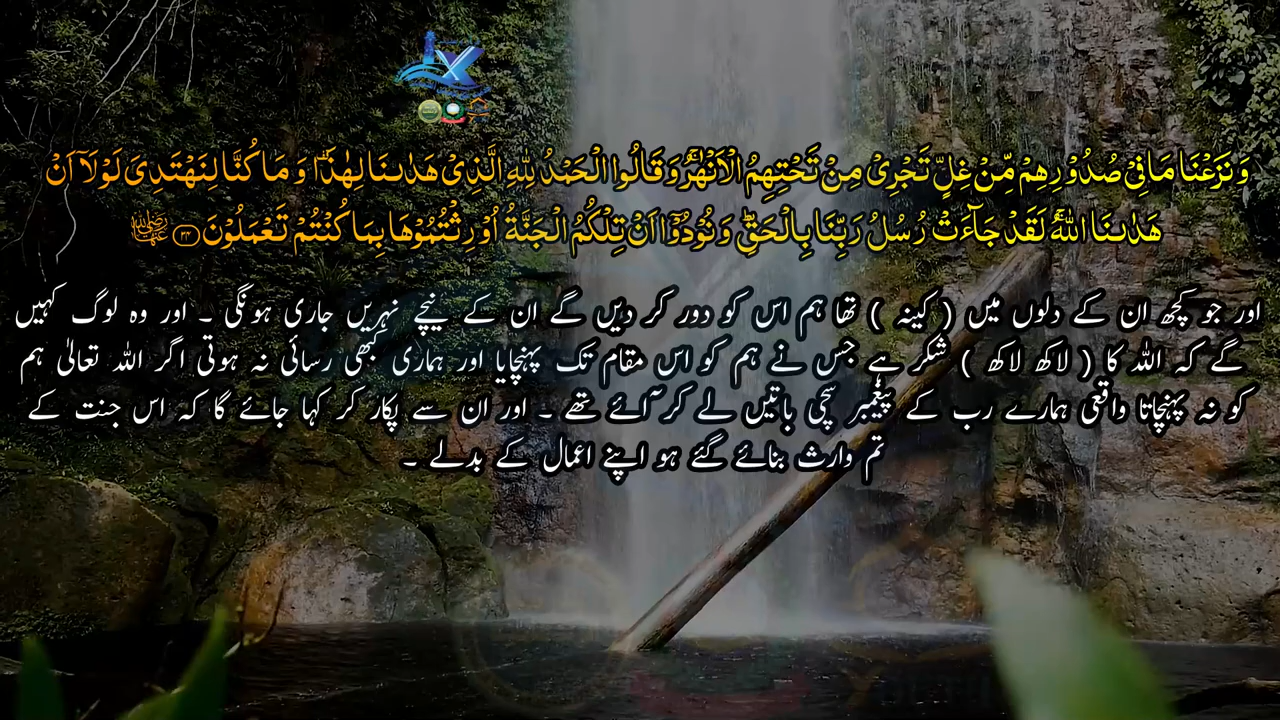 وَ نَزَعْنَا مَا فِیْ صُدُوْرِهِمْ مِّنْ غِلٍّ تَجْرِیْ مِنْ تَحْتِهِمُ الْاَنْهٰرُ ۚ وَ قَالُوا الْحَمْدُ لِلّٰهِ الَّذِیْ هَدٰىنَا لِهٰذَا ۫ وَ مَا كُنَّا لِنَهْتَدِیَ لَوْ لَاۤ اَنْ
هَدٰىنَا اللّٰهُ ۚ لَقَدْ جَآءَتْ رُسُلُ رَبِّنَا بِالْحَقِّ ؕ وَ نُوْدُوْۤا اَنْ تِلْكُمُ الْجَنَّةُ اُوْرِثْتُمُوْهَا بِمَا كُنْتُمْ تَعْمَلُوْنَ ﴿۴۳﴾
اور جو کچھ ان کے دلوں میں ( کینہ ) تھا ہم اس کو دور کر دیں گے ان کے نیچے نہریں جاری ہونگی ۔ اور وہ لوگ کہیں
گے کہ اللہ کا ( لاکھ لاکھ ) شکر ہے جس نے ہم کو اس مقام تک پہنچایا اور ہماری کبھی رسائی نہ ہوتی اگر اللہ تعالیٰ ہم
کو نہ پہنچاتا واقعی ہمارے رب کے پیغمبر سچی باتیں لے کر آئے تھے ۔ اور ان سے پکار کر کہا جائے گا کہ اس جنت کے
تم وارث بنائے گئے ہو اپنے اعمال کے بدلے ۔